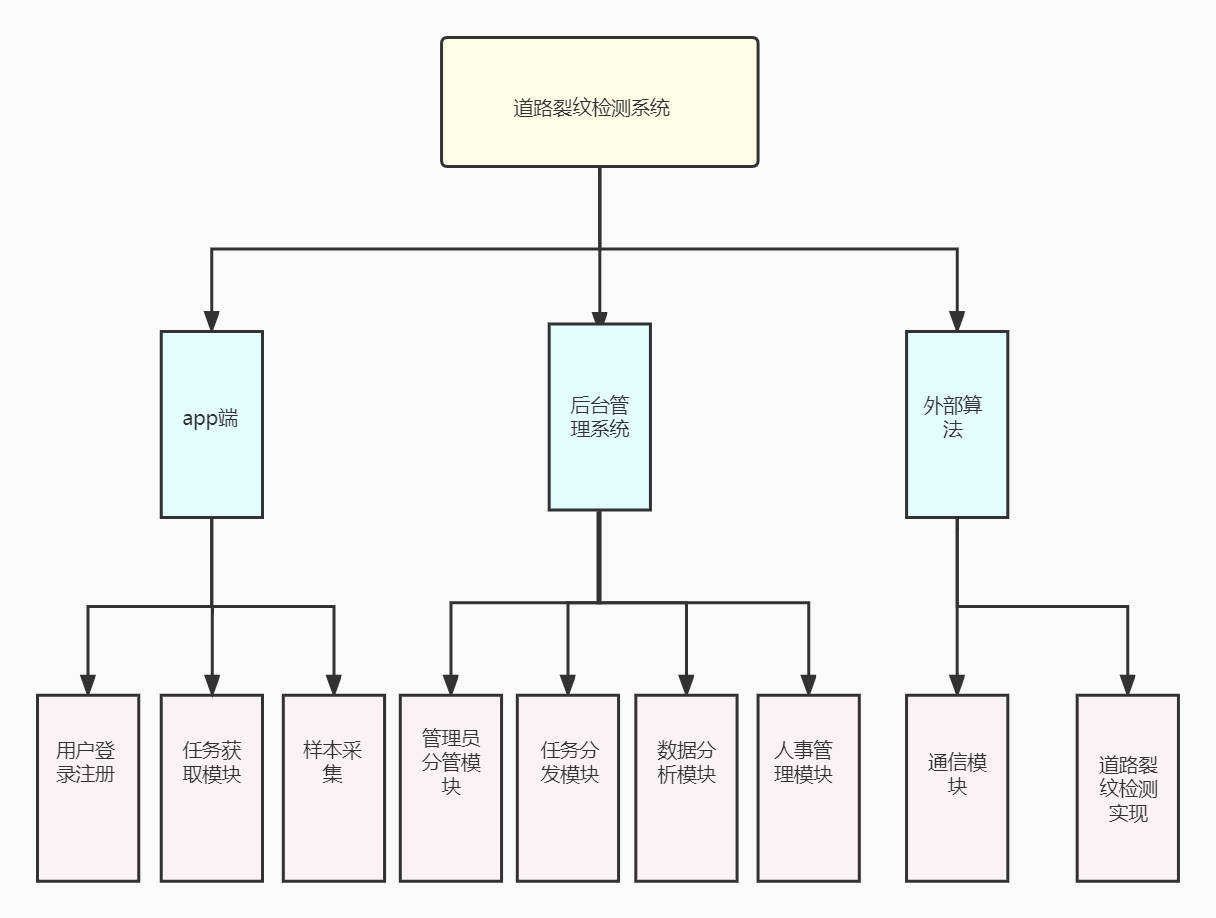 道路裂纹检测系统
app端
后台管
理系统
外部算
法
用户登
录注册
任务获
取模块
样本采
集
管理员
分管模
块
任务分
发模块
数据分
析模块
人事管
理模块
通信模
块
道路裂
纹检测
实现